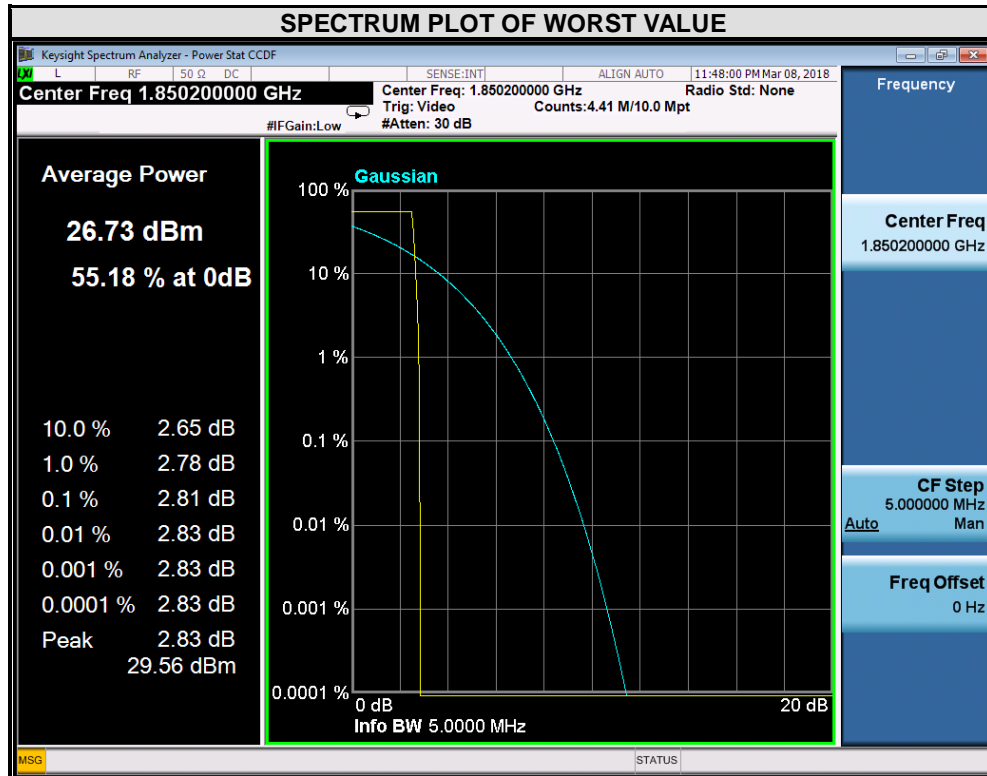 SPECTRUM PLOT OF WORST VALUE
Keysight Spectrum Analyzer - Power Stat CCDF
LXI L RF 50 Ω DC SENSE:INT ALIGN AUTO 11:48:00 PM Mar 08, 2018
Center Freq 1.850200000 GHz
Center Freq: 1.850200000 GHz Radio Std: None
Trig: Video Counts:4.41 M/10.0 Mpt
#IFGain:Low #Atten: 30 dB
Frequency
Center Freq
1.850200000 GHz
CF Step
5.000000 MHz
Auto Man
Freq Offset
0 Hz
Average Power
26.73 dBm
55.18 % at 0dB
10.0 % 2.65 dB
1.0 % 2.78 dB
0.1 % 2.81 dB
0.01 % 2.83 dB
0.001 % 2.83 dB
0.0001 % 2.83 dB
Peak 2.83 dB
29.56 dBm
Gaussian
100 %
10 %
1 %
0.1 %
0.01 %
0.001 %
0.0001 %
0 dB 20 dB
Info BW 5.0000 MHz
MSG STATUS